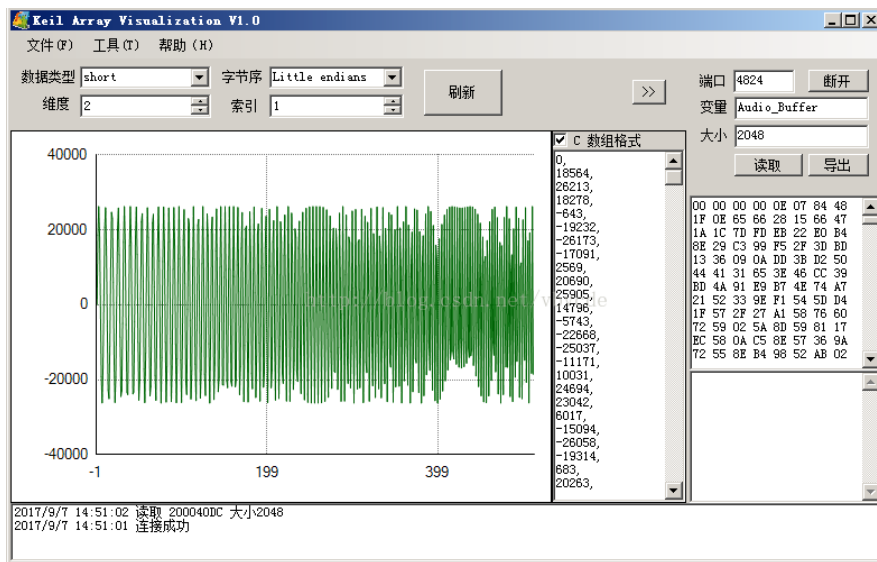 Keil Array Visualization V1.0
文件(F) 工具(T) 帮助(H)
数据类型 short 字节序 Little endians
维度 2 索引 1
刷新
>>
端口 4824 断开
变量 Audio_Buffer
大小 2048
读取 导出
40000
20000
0
-20000
-40000
-1 199 399
C 数组格式
0,
18564,
26213,
18278,
-643,
-19232,
-26173,
-17091,
2569,
20690,
25905,
14796,
-5743,
-22668,
-25037,
-11171,
10031,
24694,
23042,
6017,
-15094,
-26058,
-19314,
683,
20263,
00 00 00 00 0E 07 84 48
1F 0E 65 66 28 15 66 47
1A 1C 7D FD EB 22 E0 B4
8E 29 C3 99 F5 2F 3D BD
13 36 09 0A DD 3B D2 50
44 41 31 65 3E 46 CC 39
BD 4A 91 E9 B7 4E 74 A7
21 52 33 9E F1 54 5D D4
1F 57 2F 27 A1 58 76 60
72 59 02 5A 8D 59 81 17
EC 58 0A C5 8E 57 36 9A
72 55 8E B4 98 52 AB 02
2017/9/7 14:51:02 读取 200040DC 大小2048
2017/9/7 14:51:01 连接成功